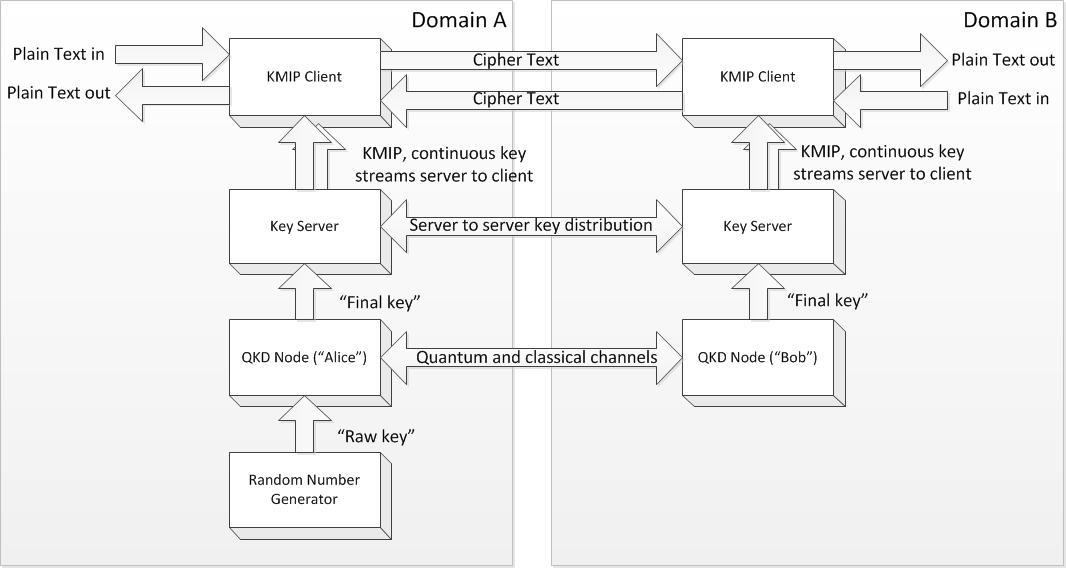 Domain A
Domain B
Plain Text in
Plain Text out
KMIP Client
Cipher Text
Cipher Text
KMIP Client
Plain Text out
Plain Text in
KMIP, continuous key
streams server to client
KMIP, continuous key
streams server to client
Key Server
Server to server key distribution
Key Server
“Final key”
“Final key”
QKD Node (“Alice”)
Quantum and classical channels
QKD Node (“Bob”)
“Raw key”
Random Number
Generator